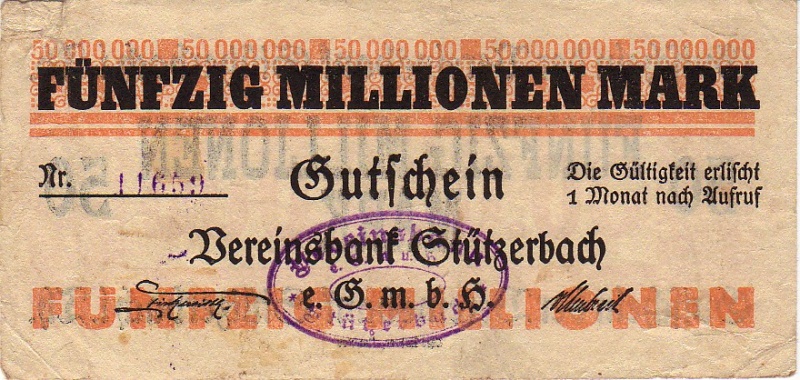 50 000 000 50 000 000 50 000 000 50 000 000 50 000 000
FÜNFZIG MILLIONEN MARK
Nr. 11659
Gutschein
Die Gültigkeit erlischt
1 Monat nach Aufruf
Vereinsbank Stützerbach
e. G. m. b. H.
FÜNFZIG MILLIONEN